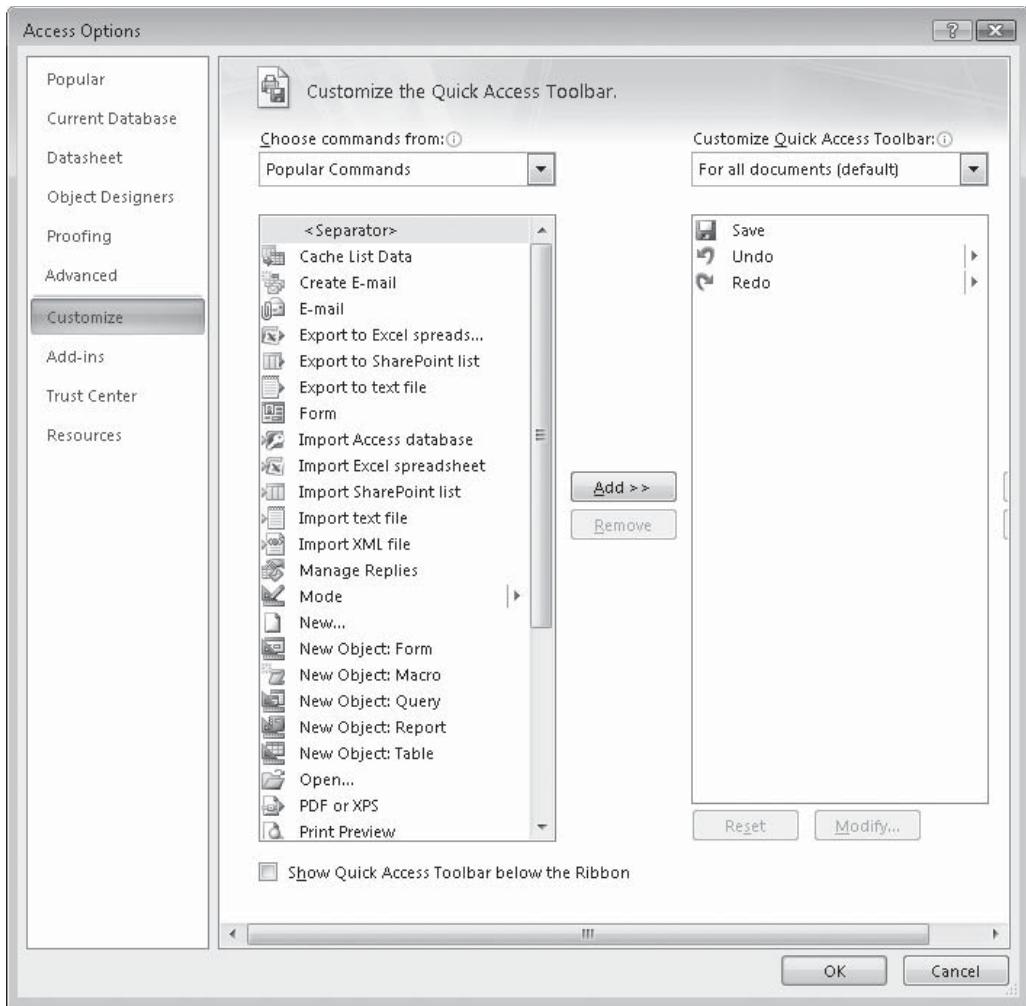 Access Options
Popular
Current Database
Datasheet
Object Designers
Proofing
Advanced
Customize
Add-ins
Trust Center
Resources
Customize the Quick Access Toolbar.
Choose commands from:
Popular Commands
<Separator>
Cache List Data
Create E-mail
E-mail
Export to Excel spreads...
Export to SharePoint list
Export to text file
Form
Import Access database
Import Excel spreadsheet
Import SharePoint list
Import text file
Import XML file
Manage Replies
Mode
New...
New Object: Form
New Object: Macro
New Object: Query
New Object: Report
New Object: Table
Open...
PDF or XPS
Print Preview
Add >>
Remove
Customize Quick Access Toolbar:
For all documents (default)
Save
Undo
Redo
Reset
Modify...
Show Quick Access Toolbar below the Ribbon
OK
Cancel